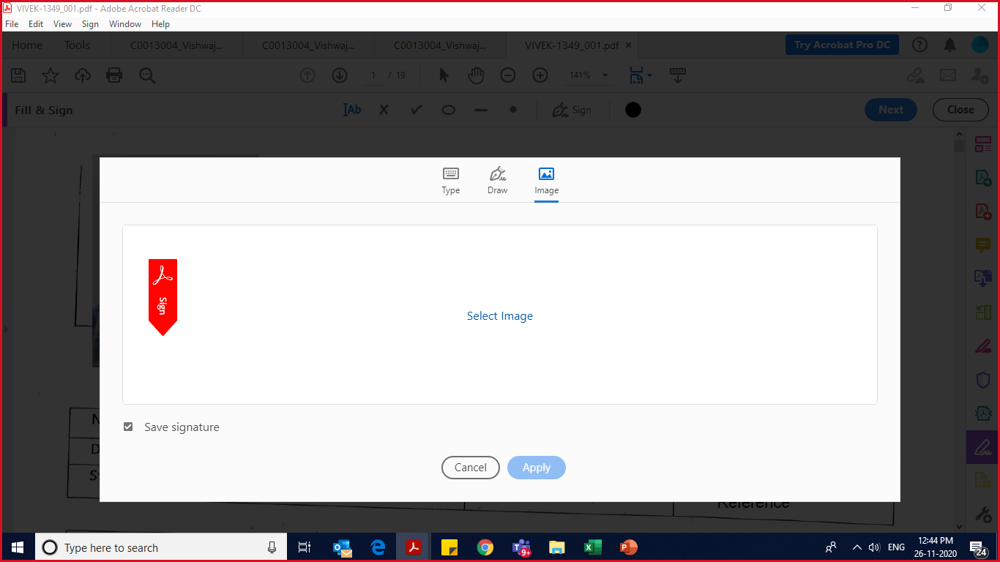 VIVEK-1349_001.pdf - Adobe Acrobat Reader DC
File Edit View Sign Window Help
Home Tools C0013004_Vishwaj... C0013004_Vishwaj... C0013004_Vishwaj... VIVEK-1349_001.pdf × Try Acrobat Pro DC
1 / 19 141%
Fill & Sign Ab Sign Next Close
Type Draw Image
Sign
Select Image
Save signature
Cancel Apply
Reference
Type here to search
9+
ENG
12:44 PM
26-11-2020
24